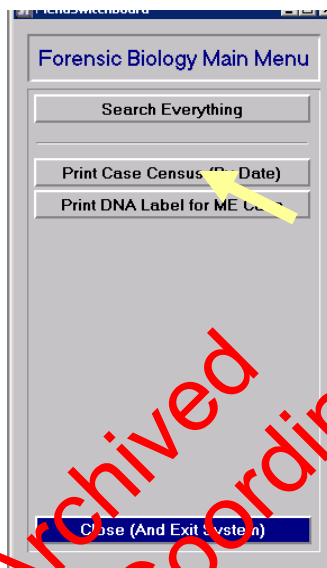 Forensic Biology Main Menu
Search Everything
Print Case Census (By Date)
Print DNA Label for ME Case
Close (And Exit System)
Archived